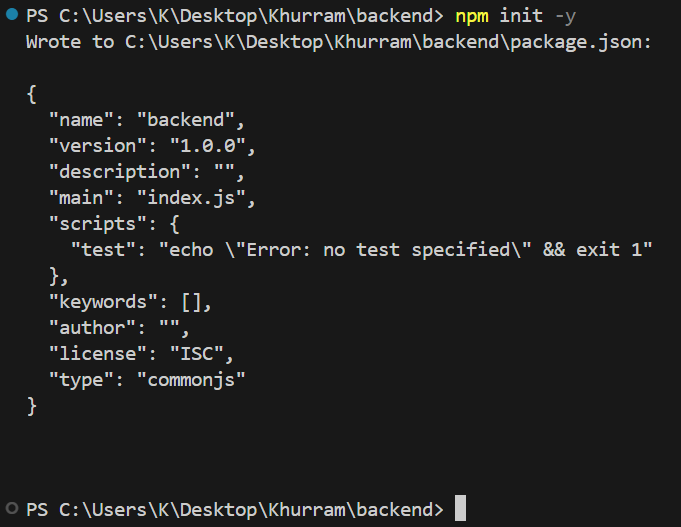 PS C:\Users\K\Desktop\Khurram\backend> npm init -y
Wrote to C:\Users\K\Desktop\Khurram\backend\package.json:
{
  "name": "backend",
  "version": "1.0.0",
  "description": "",
  "main": "index.js",
  "scripts": {
    "test": "echo \"Error: no test specified\" && exit 1"
  },
  "keywords": [],
  "author": "",
  "license": "ISC",
  "type": "commonjs"
}
PS C:\Users\K\Desktop\Khurram\backend>